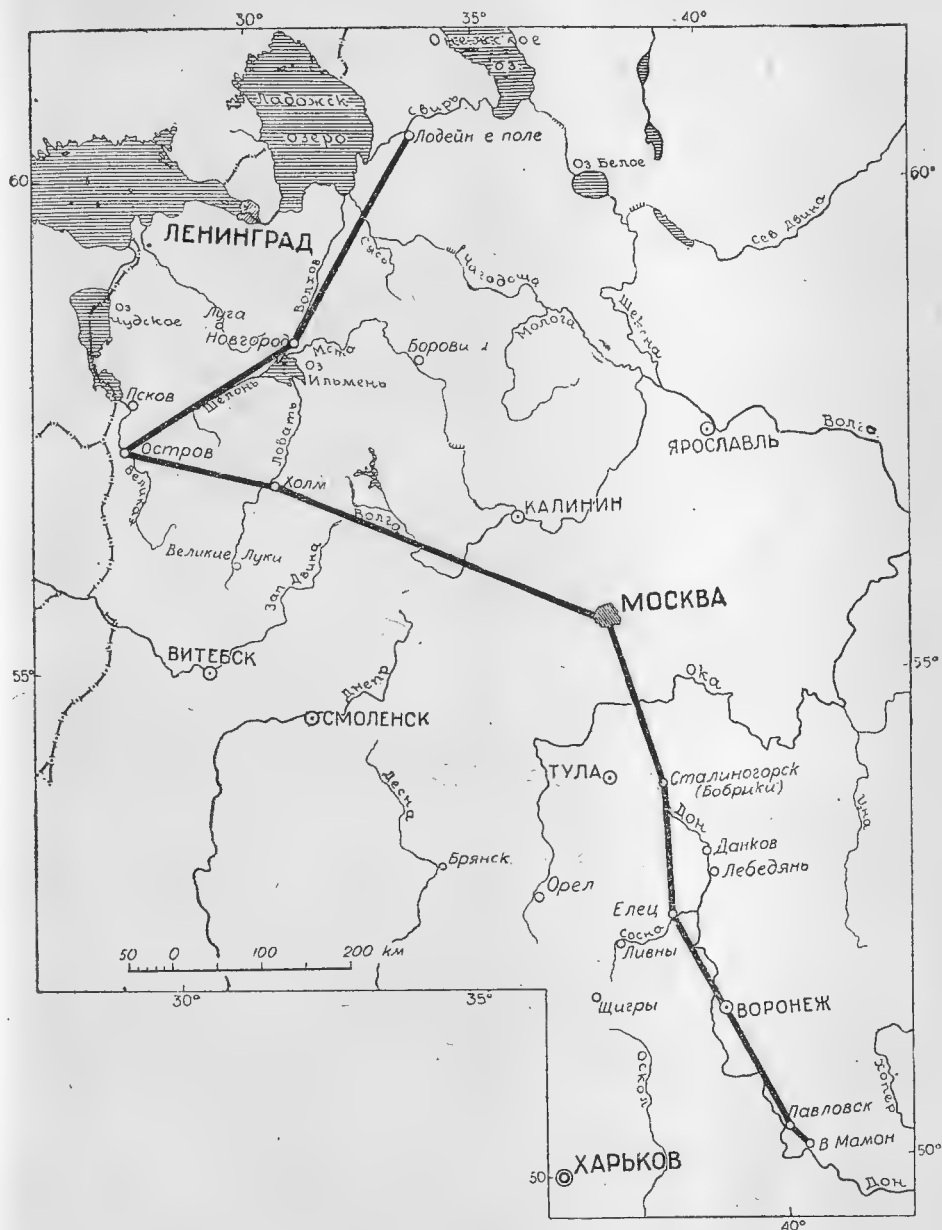 30° 35° 40°
Онежское
оз.
Ладожск.
озеро
Свирь
Лодейн е поле
Оз Белое
60° 60°
Сев Двина
ЛЕНИНГРАД
Волхов
Сясь
Чагодоща
Шексна
Оз
Чудское
Луга
Молога
Новгород
Мста
Борови
Оз
Ильмень
Шелонь
Псков
Волга
ЯРОСЛАВЛЬ
Ловать
Остров
Холм
Волга
КАЛИНИН
Великие Луки
Зап Двина
МОСКВА
ВИТЕБСК
55° 55°
Ока
Днепр
СМОЛЕНСК
ТУЛА
Сталиногорск
(Бобрики)
Десна
Дон
Цна
Данков
Брянск
Лебедянь
Орел
Елец
Сосна
Ливны
50 0 100 200 км
30° 35°
Щигры
ВОРОНЕЖ
Оскол
Хопер
Павловск
В Мамон
50° 50°
ХАРЬКОВ
Дон
40°